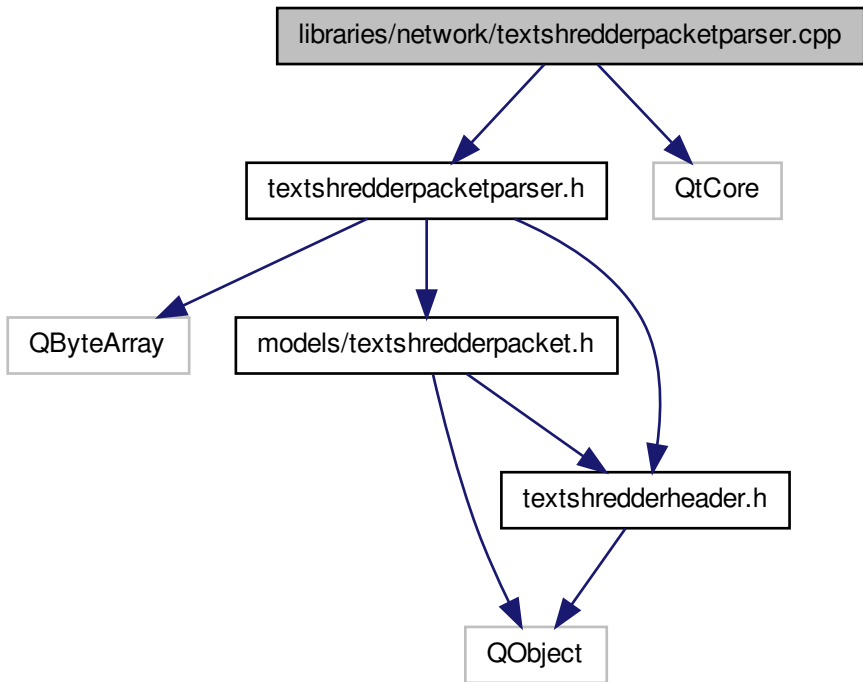 libraries/network/textshredderpacketparser.cpp
textshredderpacketparser.h
QtCore
QByteArray
models/textshredderpacket.h
textshredderheader.h
QObject